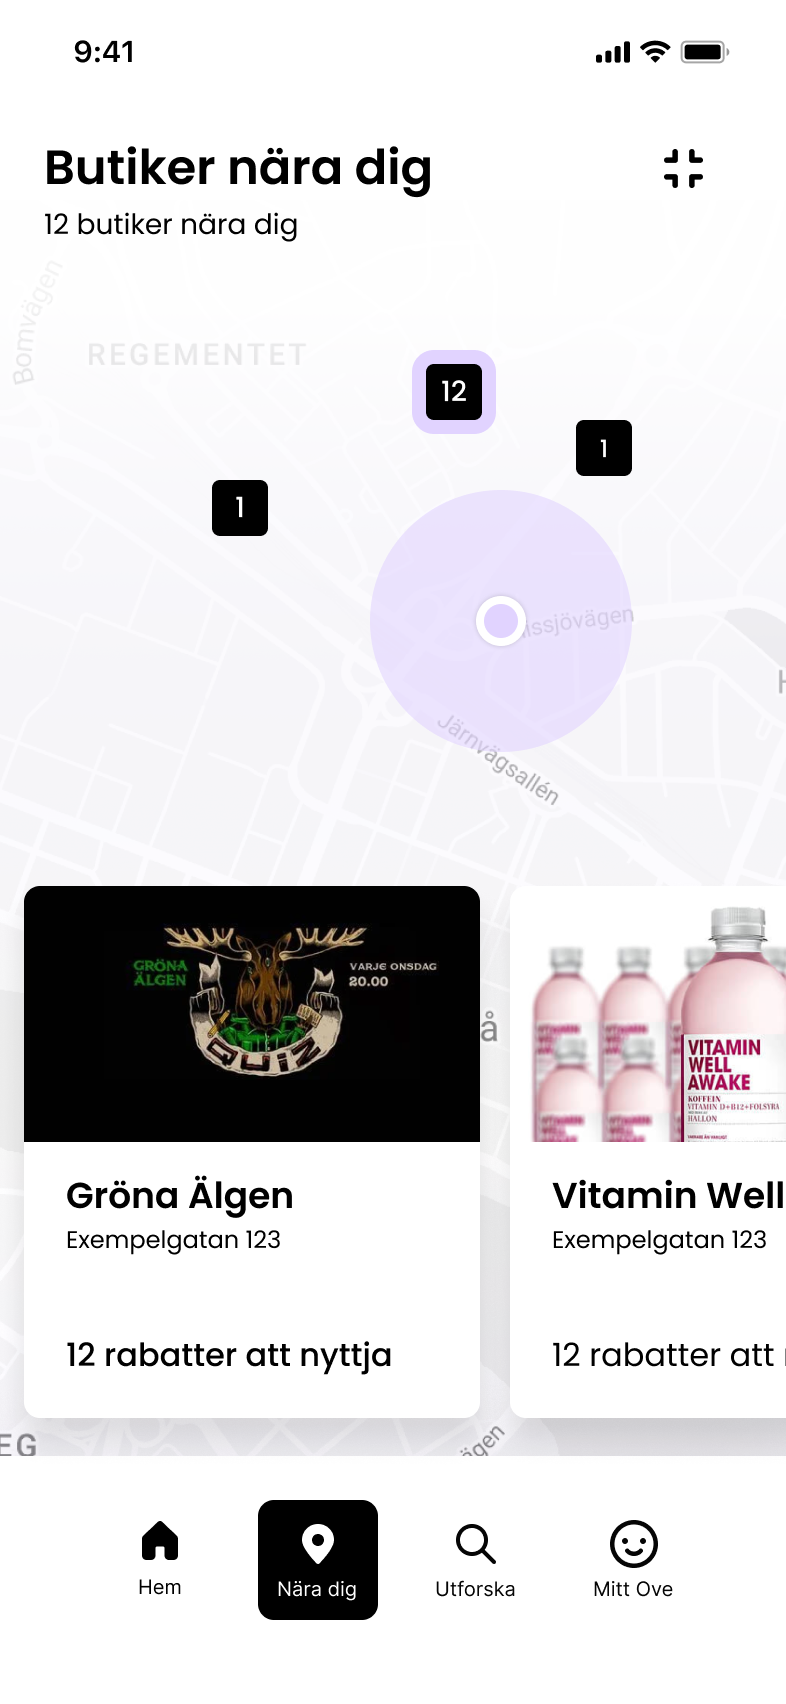 9:41
Butiker nära dig
12 butiker nära dig
Bomvägen
REGEMENTET
12
1
1
issjövägen
H
Järnvägsallén
GRÖNA
ÄLGEN
VARJE ONSDAG
20.00
QUIZ
å
VITAMIN
WELL
AWAKE
KOFFEIN
VITAMIN D+B12+FOLSYRA
HALLON
Gröna Älgen
Exempelgatan 123
12 rabatter att nyttja
Vitamin Well
Exempelgatan 123
12 rabatter att
EG
ägen
Hem
Nära dig
Utforska
Mitt Ove